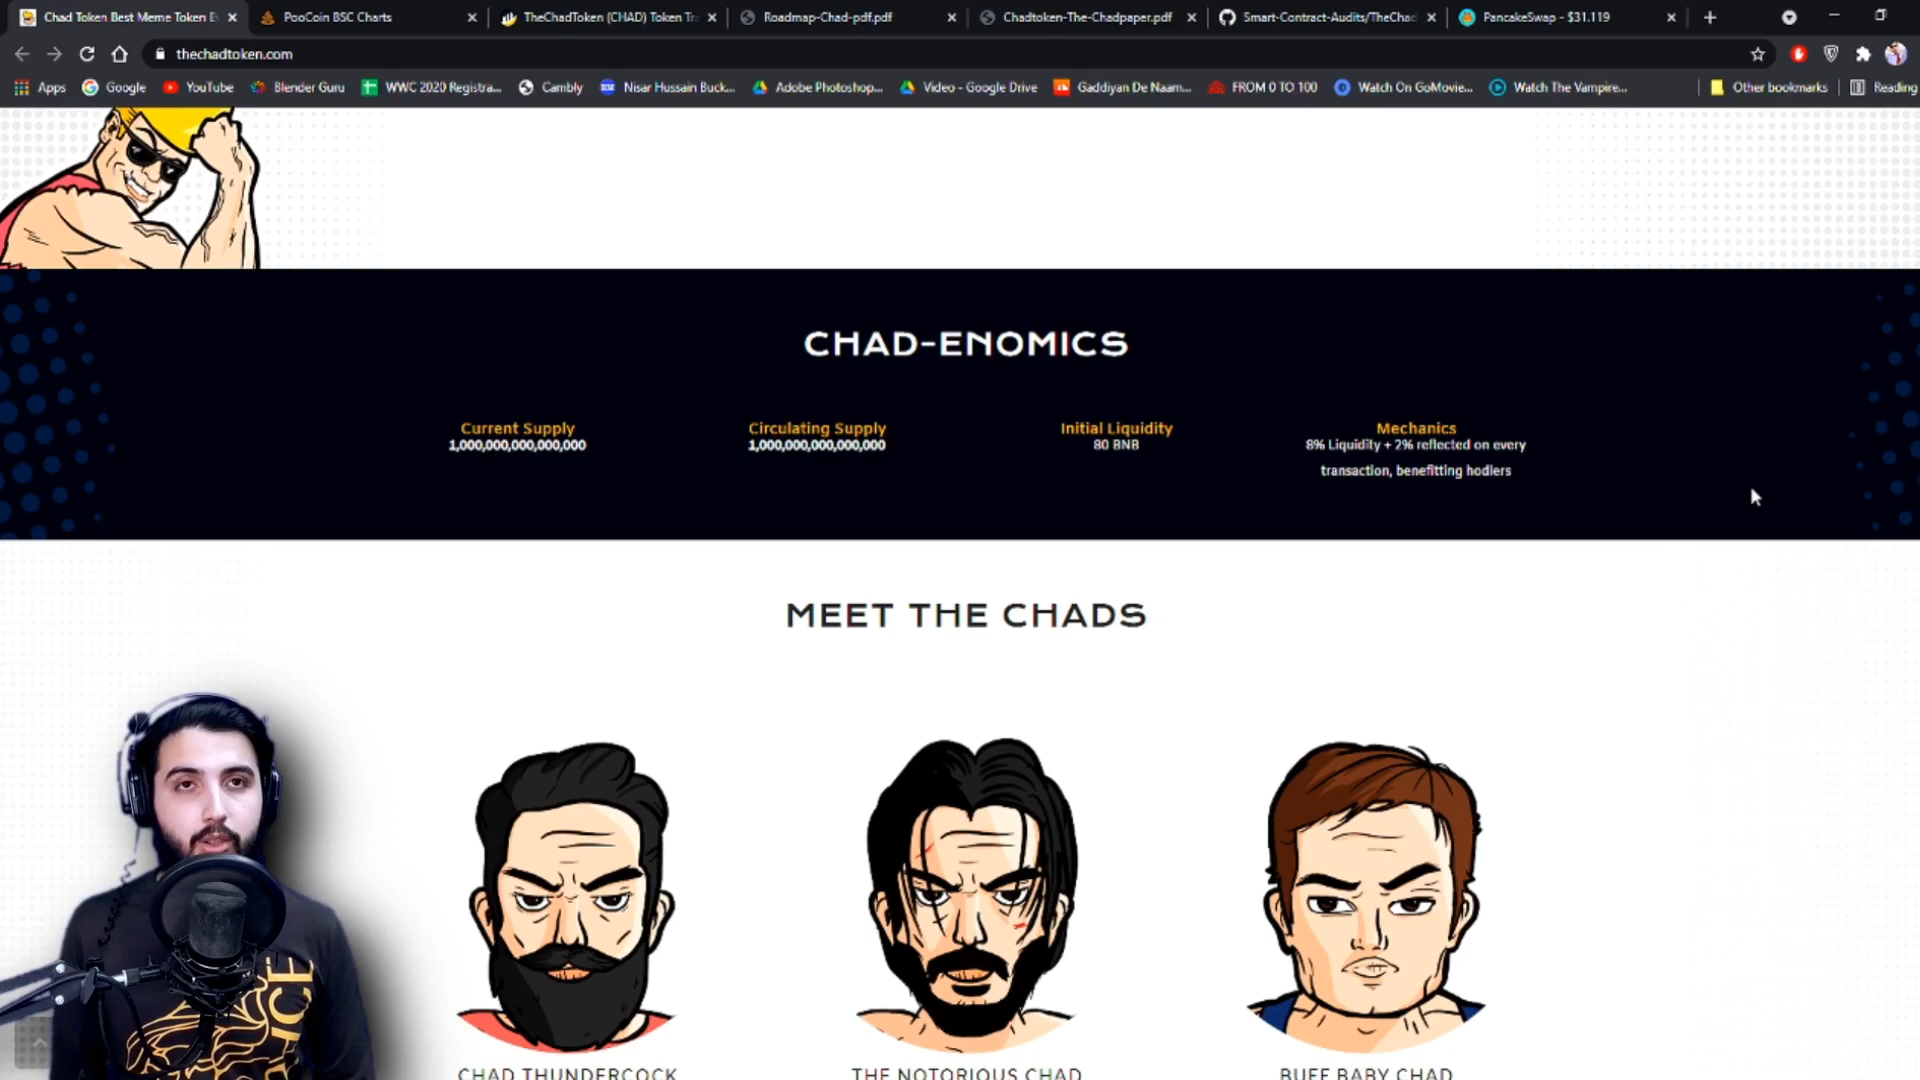 Chad Token Best Meme Token E
PooCoin BSC Charts
TheChadToken (CHAD) Token Tr
Roadmap-Chad-pdf.pdf
Chadtoken-The-Chadpaper.pdf
Smart-Contract-Audits/TheChad
PancakeSwap - $31.119
thechadtoken.com
Apps
Google
YouTube
Blender Guru
WWC 2020 Registra...
Cambly
Nisar Hussain Buck...
Adobe Photoshop...
Video - Google Drive
Gaddiyan De Naam...
FROM 0 TO 100
Watch On GoMovie...
Watch The Vampire...
Other bookmarks
Reading
CHAD-ENOMICS
Current Supply
1,000,000,000,000,000
Circulating Supply
1,000,000,000,000,000
Initial Liquidity
80 BNB
Mechanics
8% Liquidity + 2% reflected on every
transaction, benefitting hodlers
MEET THE CHADS
CHAD THUNDERCOCK
THE NOTORIOUS CHAD
BUFF BABY CHAD